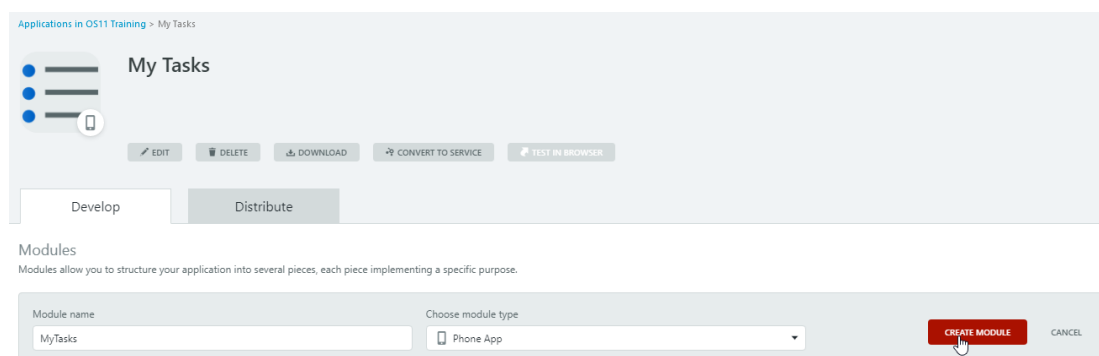 Applications in OS11 Training > My Tasks
My Tasks
EDIT DELETE DOWNLOAD CONVERT TO SERVICE TEST IN BROWSER
Develop Distribute
Modules
Modules allow you to structure your application into several pieces, each piece implementing a specific purpose.
Module name Choose module type
MyTasks Phone App CREATE MODULE CANCEL